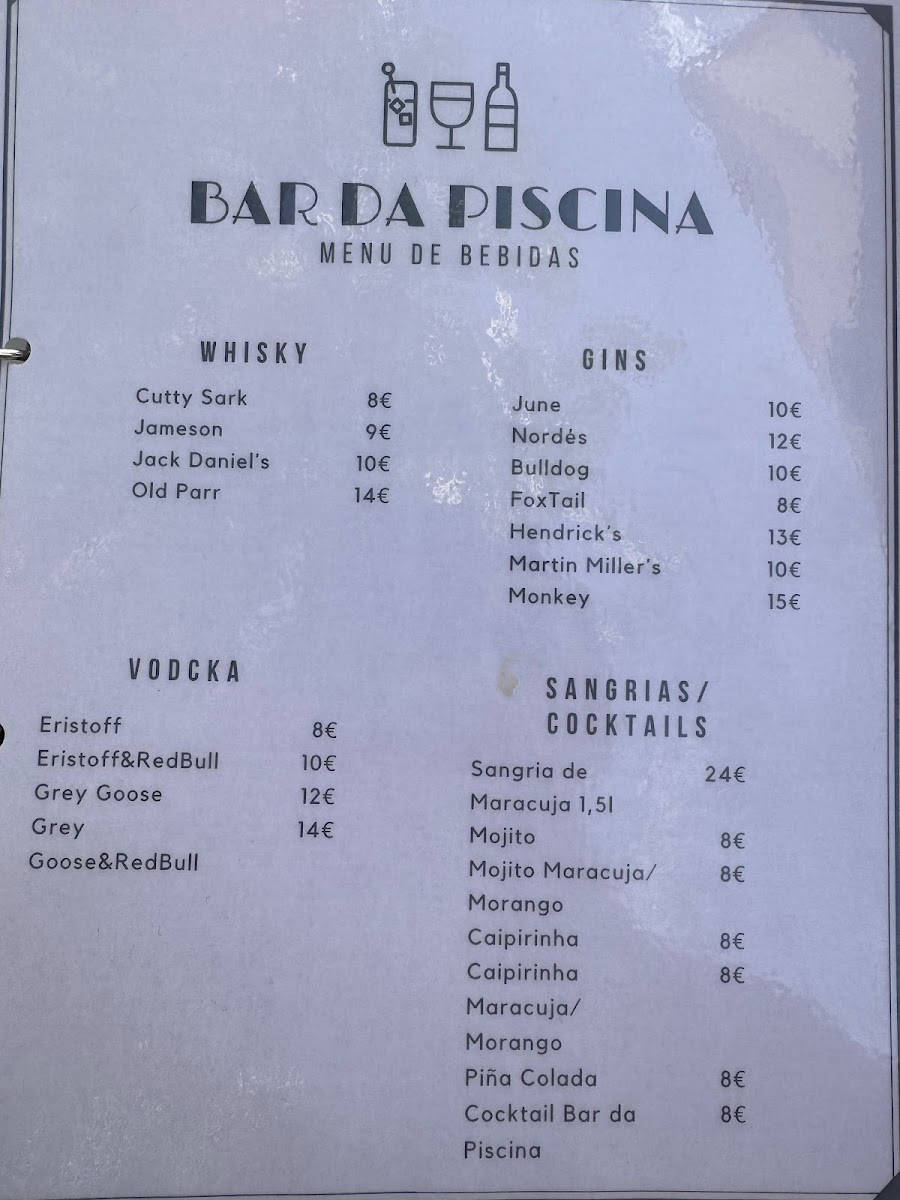 BAR DA PISCINA
MENU DE BEBIDAS
WHISKY
Cutty Sark 8€
Jameson 9€
Jack Daniel's 10€
Old Parr 14€
GINS
June 10€
Nordés 12€
Bulldog 10€
FoxTail 8€
Hendrick's 13€
Martin Miller's 10€
Monkey 15€
VODCKA
Eristoff 8€
Eristoff&RedBull 10€
Grey Goose 12€
Grey 14€
Goose&RedBull
SANGRIAS/
COCKTAILS
Sangria de 24€
Maracuja 1,5l
Mojito 8€
Mojito Maracuja/ 8€
Morango
Caipirinha 8€
Caipirinha 8€
Maracuja/
Morango
Piña Colada 8€
Cocktail Bar da 8€
Piscina